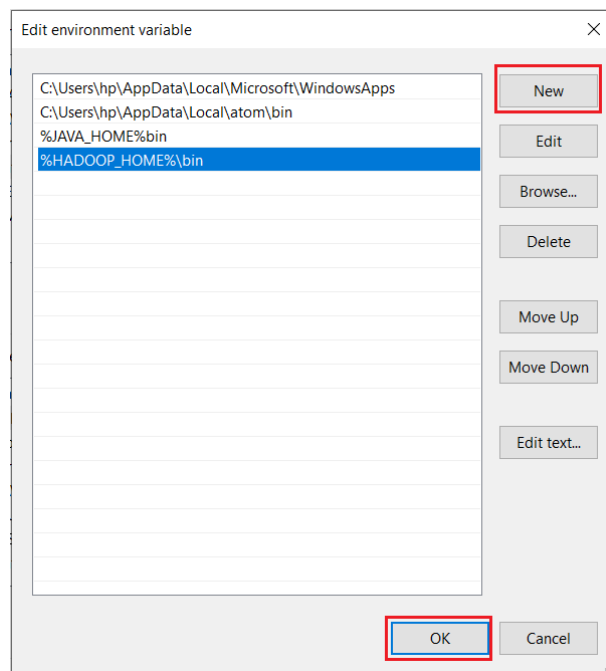 Edit environment variable
C:\Users\hp\AppData\Local\Microsoft\WindowsApps
C:\Users\hp\AppData\Local\atom\bin
%JAVA_HOME%bin
%HADOOP_HOME%\bin
New
Edit
Browse...
Delete
Move Up
Move Down
Edit text...
OK
Cancel